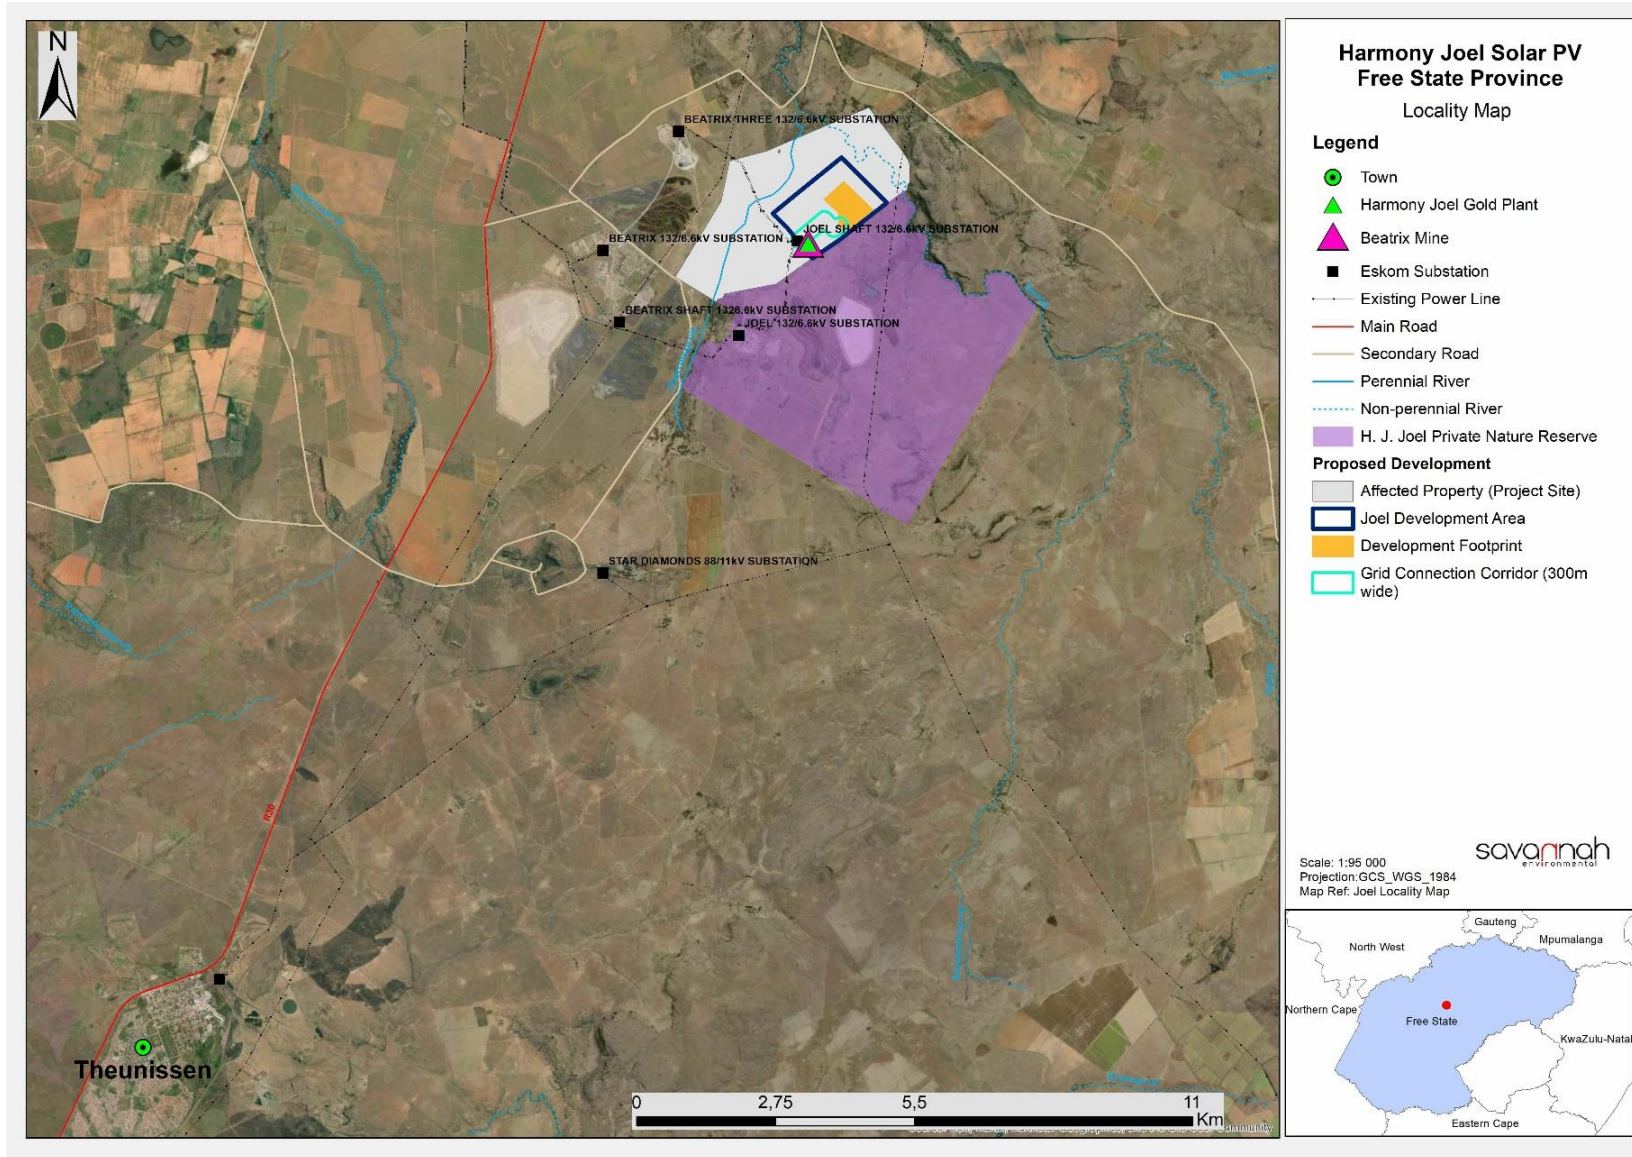 N
BEATRIX THREE 132/6.6kV SUBSTATION
JOEL SHAFT 132/6.6kV SUBSTATION
BEATRIX 132/6.6kV SUBSTATION
BEATRIX SHAFT 1326.6kV SUBSTATION
JOEL 132/6.6kV SUBSTATION
STAR DIAMONDS 88/11kV SUBSTATION
R30
Theunissen
0 2,75 5,5 11
Km
Harmony Joel Solar PV
Free State Province
Locality Map
Legend
Town
Harmony Joel Gold Plant
Beatrix Mine
Eskom Substation
Existing Power Line
Main Road
Secondary Road
Perennial River
Non-perennial River
H. J. Joel Private Nature Reserve
Proposed Development
Affected Property (Project Site)
Joel Development Area
Development Footprint
Grid Connection Corridor (300m
wide)
savannah
environmental
Scale: 1:95 000
Projection:GCS_WGS_1984
Map Ref: Joel Locality Map
Gauteng
North West
Mpumalanga
Northern Cape
Free State
KwaZulu-Natal
Eastern Cape